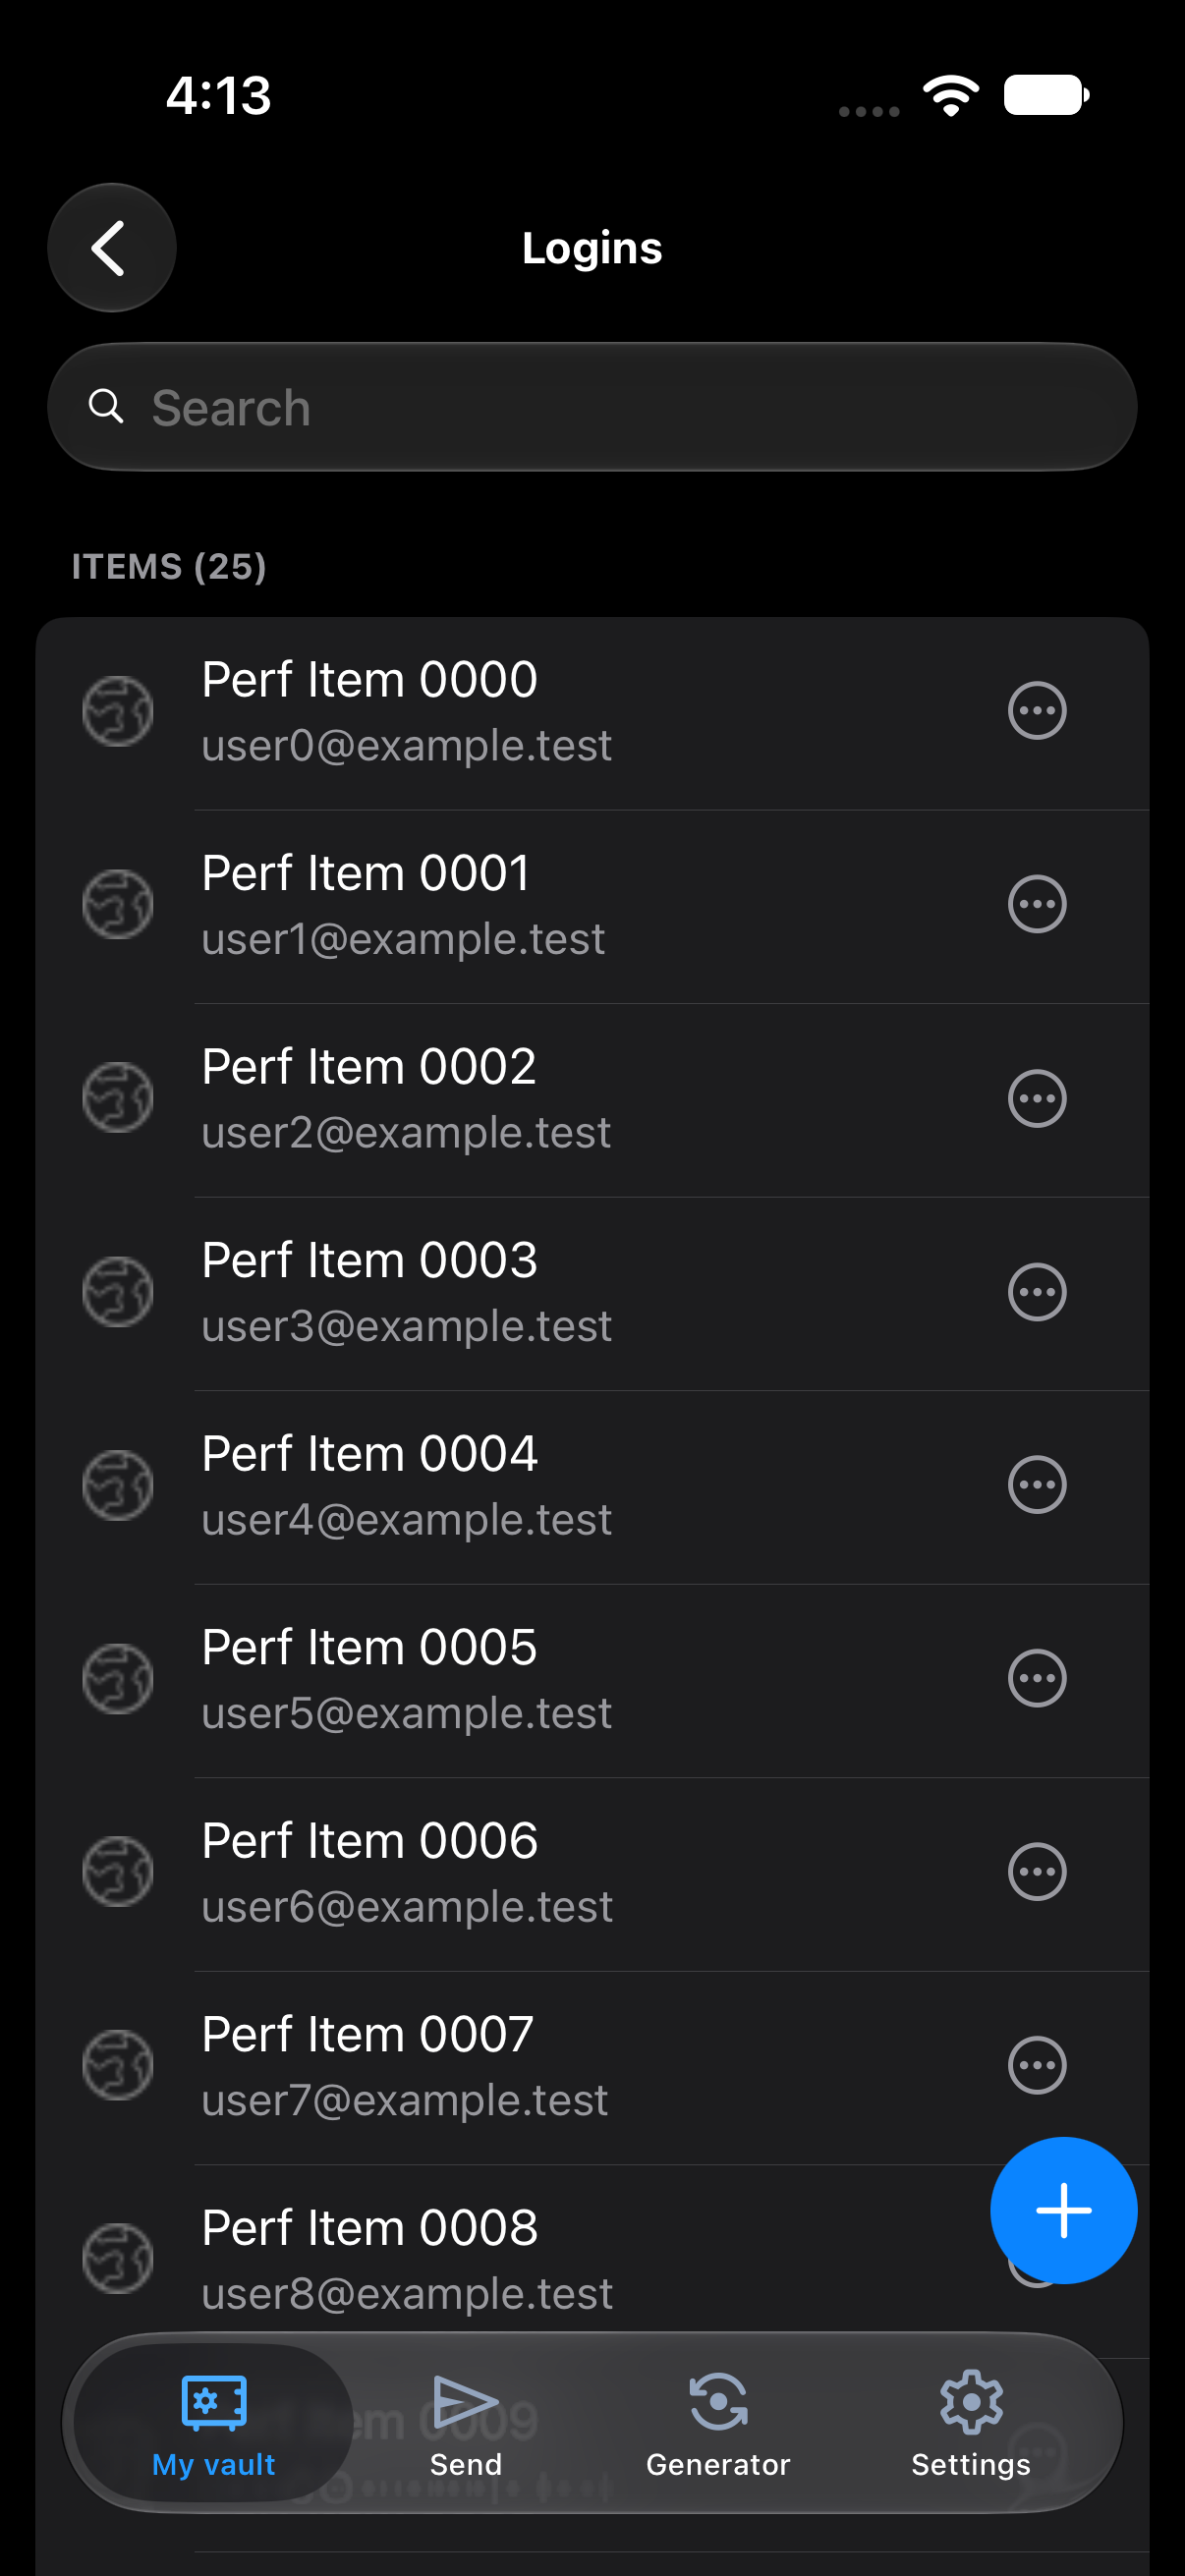 4:13
Logins
Search
ITEMS (25)
Perf Item 0000
user0@example.test
Perf Item 0001
user1@example.test
Perf Item 0002
user2@example.test
Perf Item 0003
user3@example.test
Perf Item 0004
user4@example.test
Perf Item 0005
user5@example.test
Perf Item 0006
user6@example.test
Perf Item 0007
user7@example.test
Perf Item 0008
user8@example.test
My vault
Send
Generator
Settings